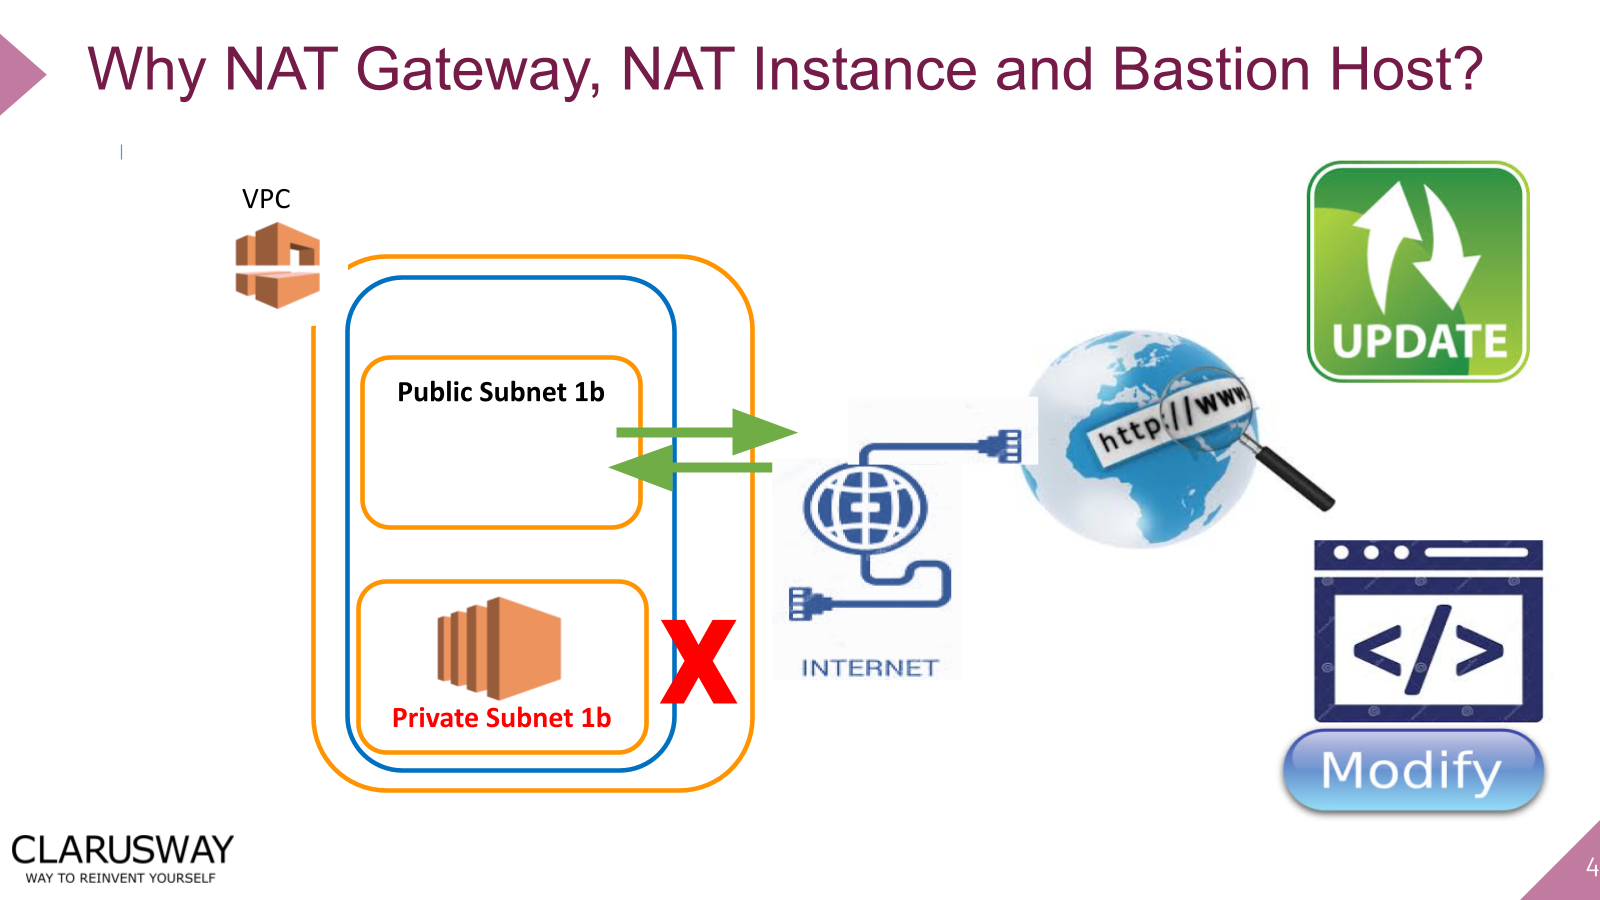 Why NAT Gateway, NAT Instance and Bastion Host?
VPC
Public Subnet 1b
Private Subnet 1b
X
INTERNET
http://www.
UPDATE
</>
Modify
CLARUSWAY
WAY TO REINVENT YOURSELF
4